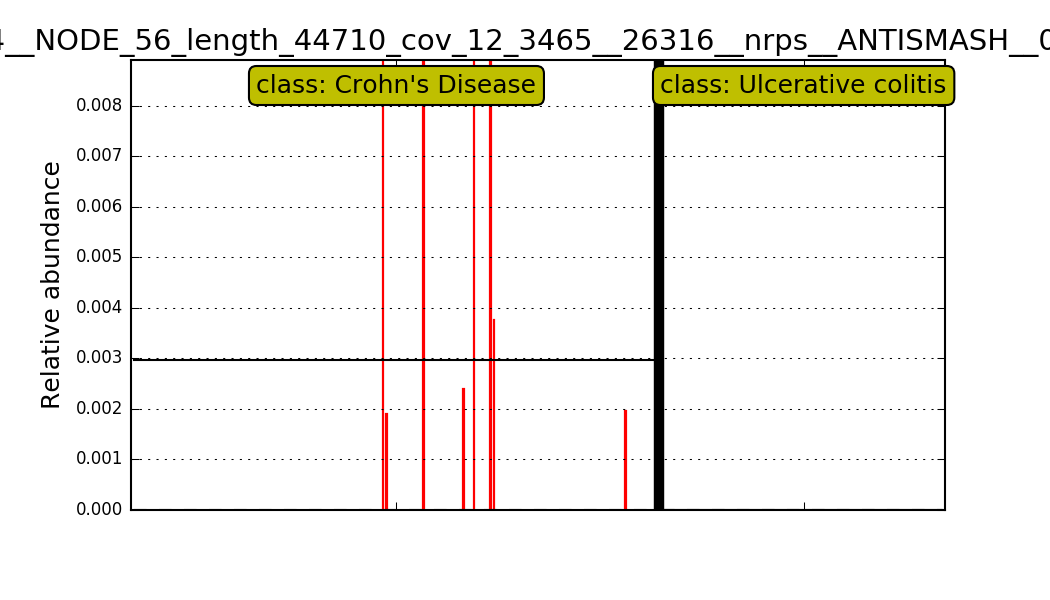 __NODE_56_length_44710_cov_12_3465__26316__nrps__ANTISMASH__
class: Crohn's Disease
class: Ulcerative colitis
Relative abundance
0.008
0.007
0.006
0.005
0.004
0.003
0.002
0.001
0.000